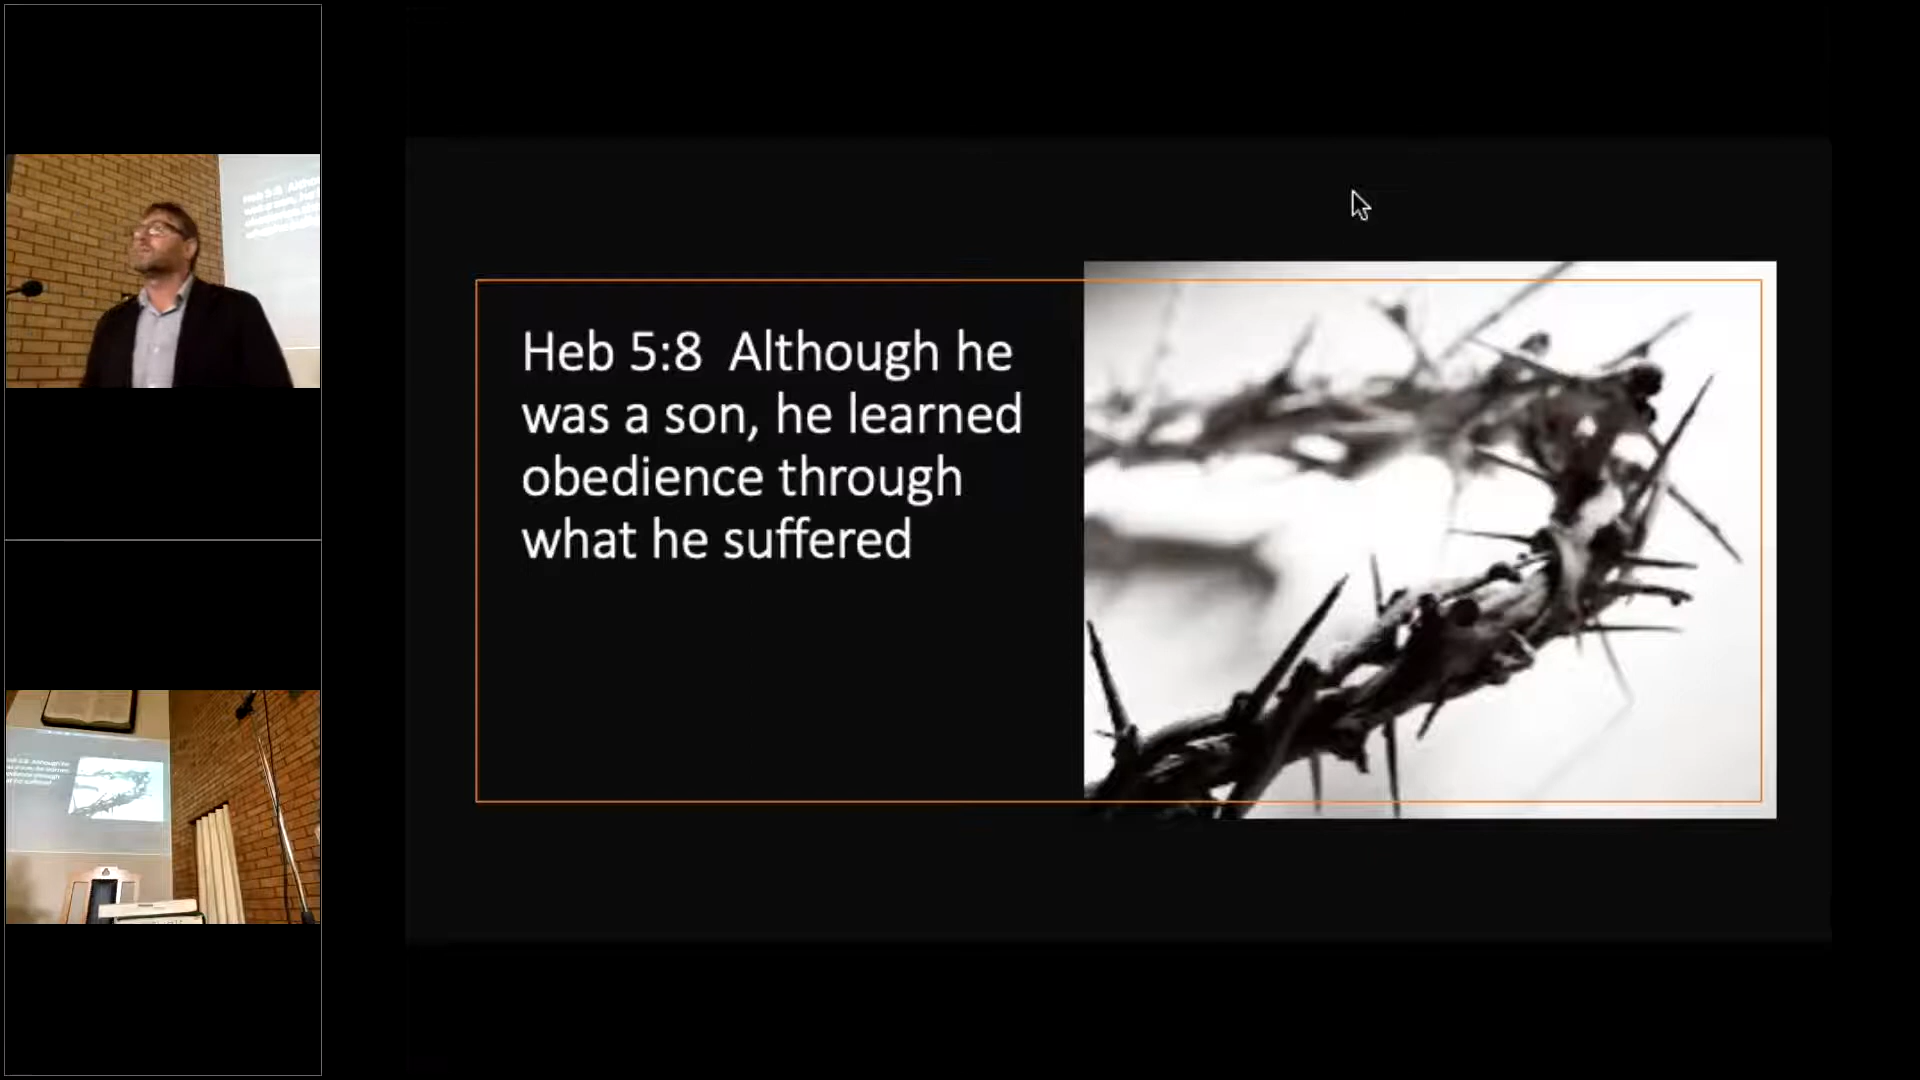 Heb 5:8  Although he
was a son, he learned
obedience through
what he suffered